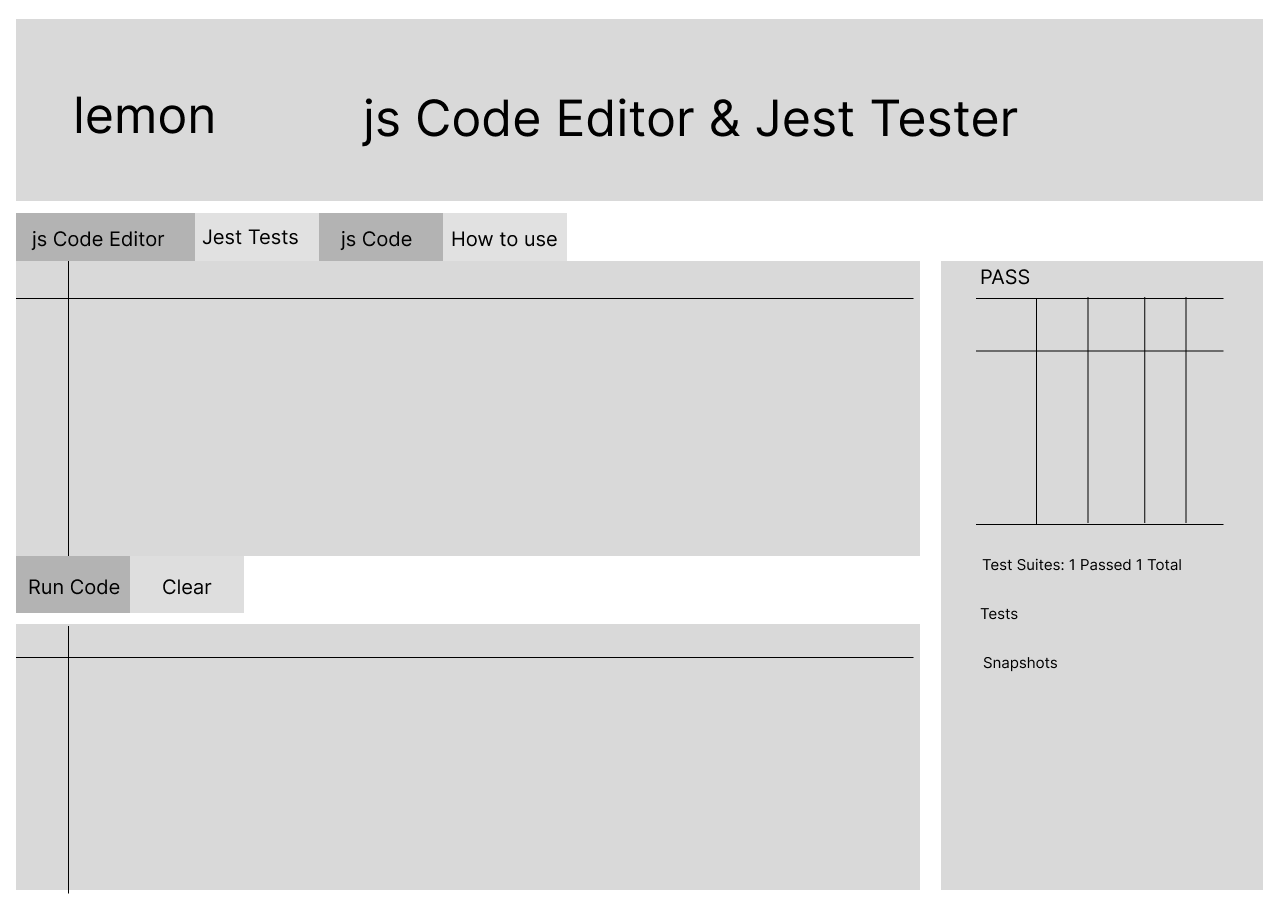 lemon
js Code Editor & Jest Tester
js Code Editor
Jest Tests
js Code
How to use
PASS
Test Suites: 1 Passed 1 Total
Tests
Snapshots
Run Code
Clear